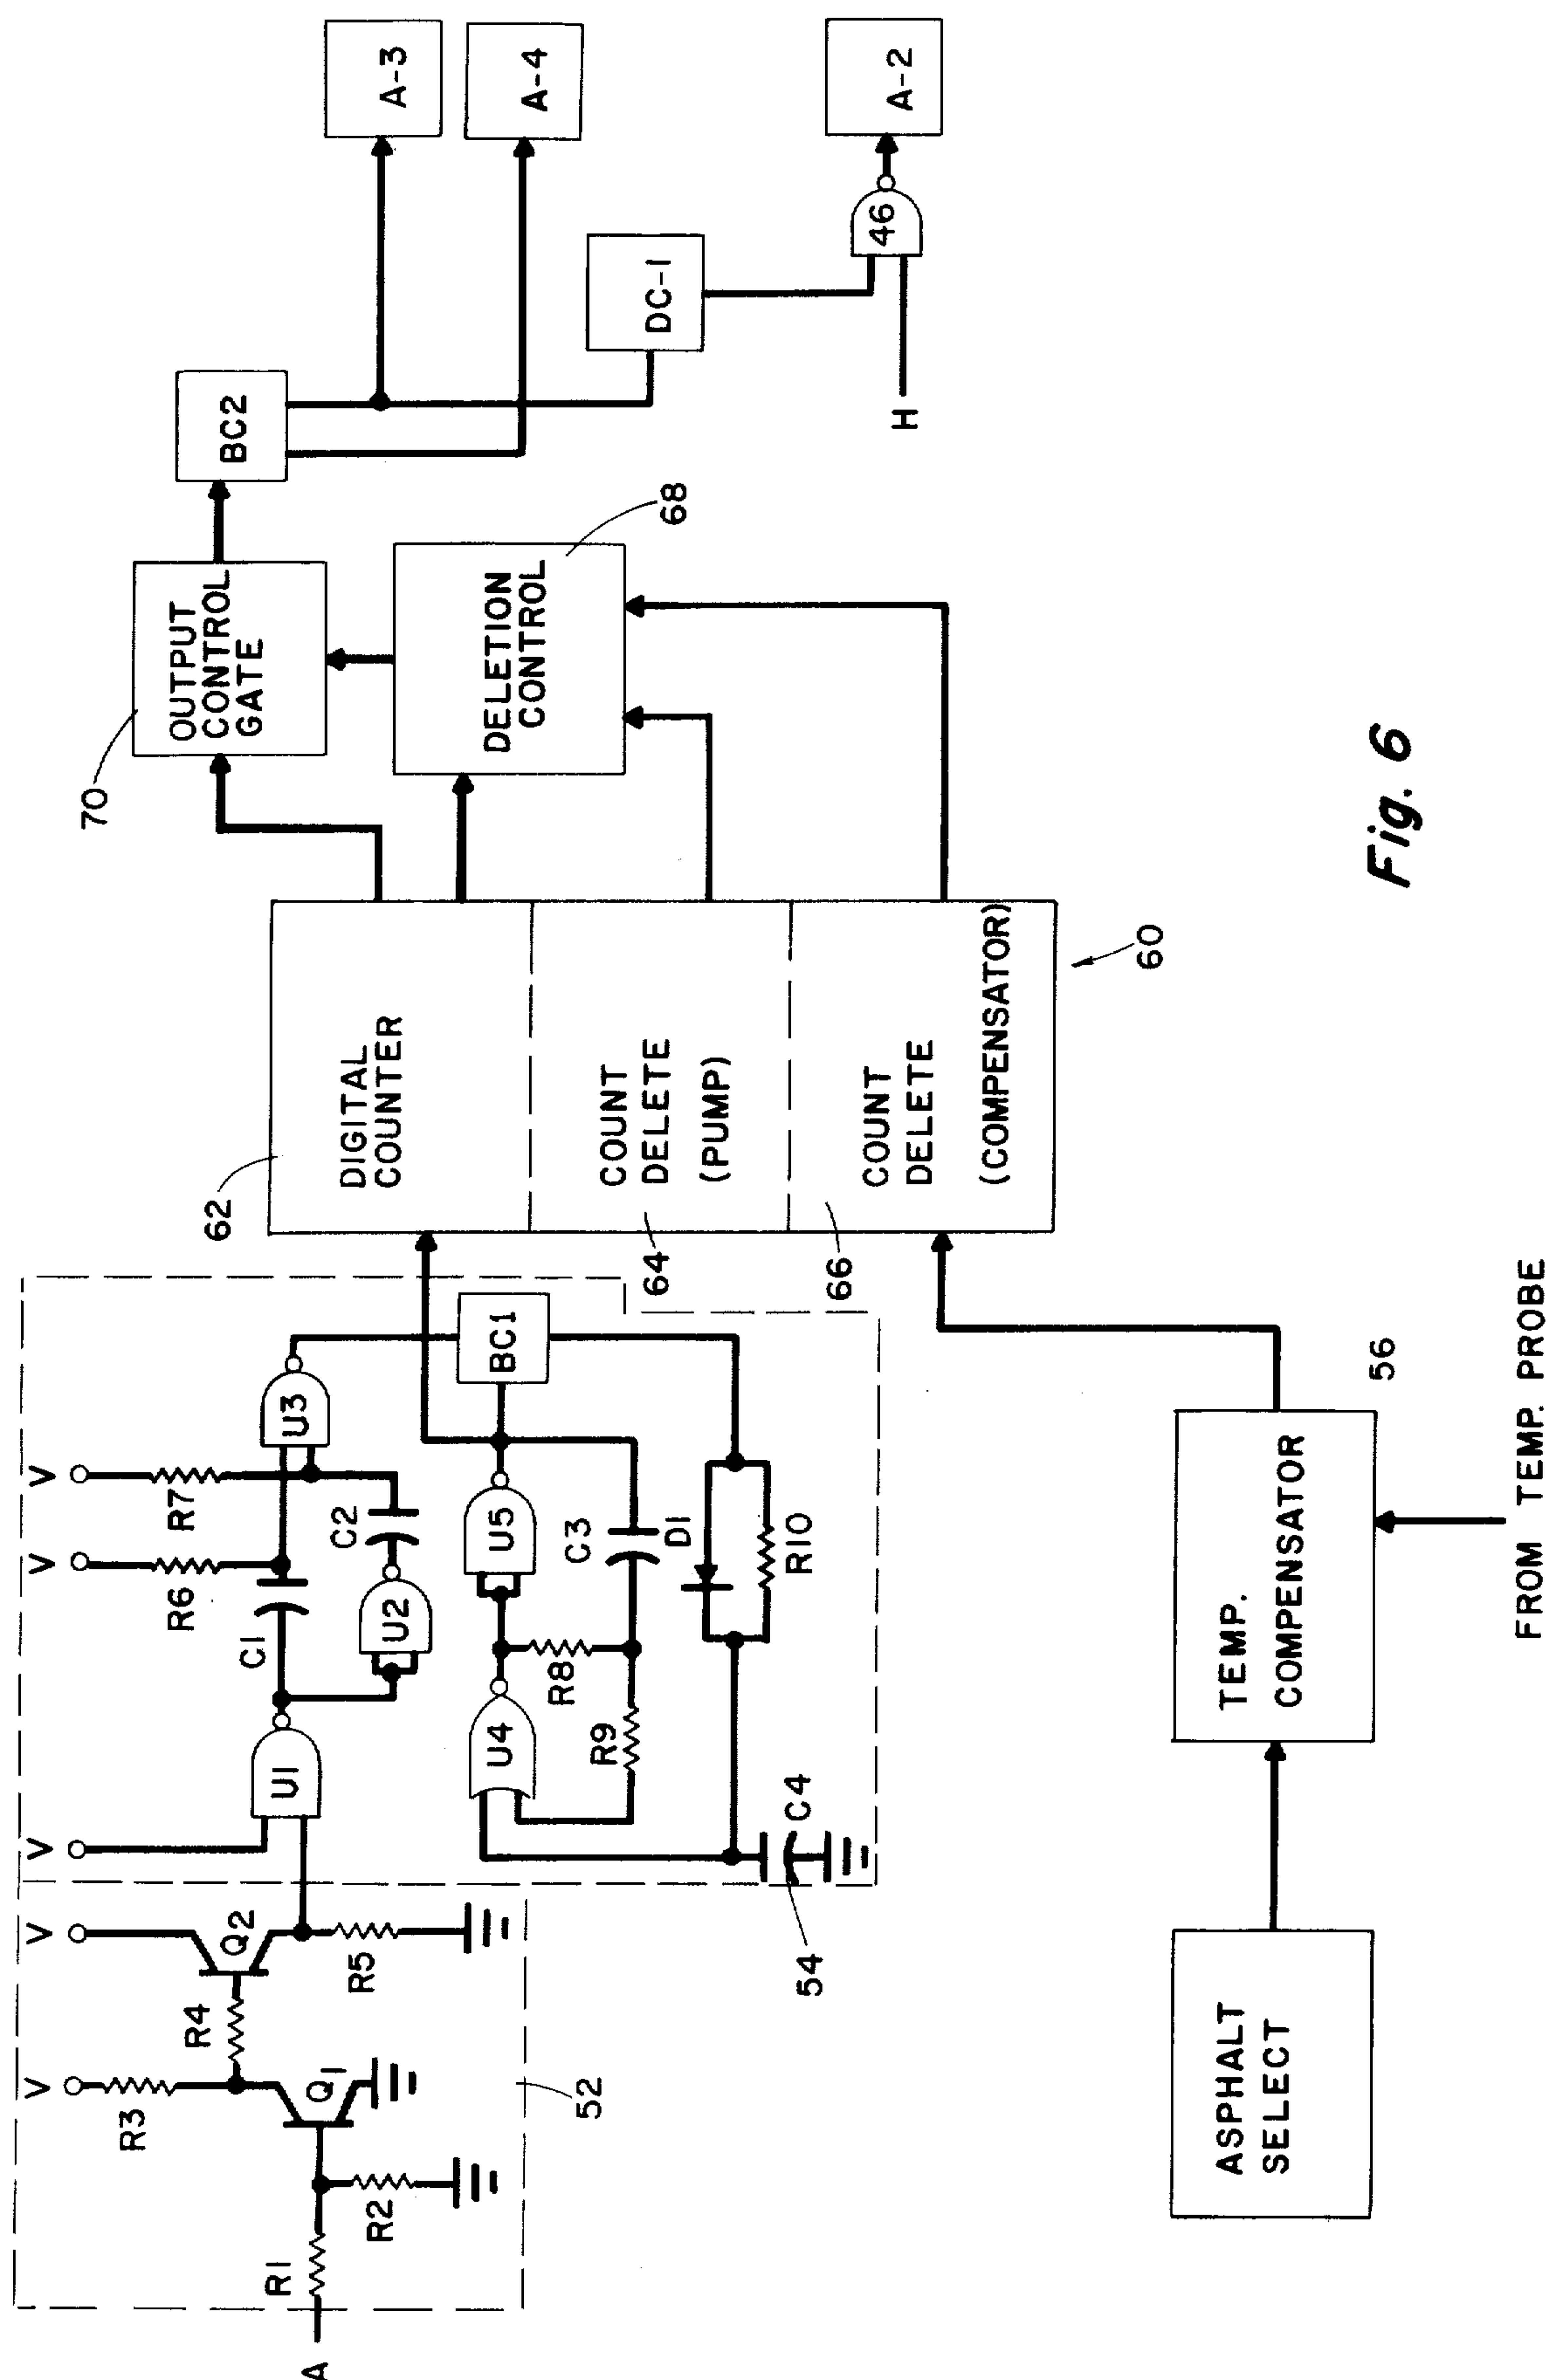 A
R1
R2
R3
V
Q1
R4
Q2
V
R5
52
V
U1
C1
R6
V
R7
V
U2
C2
U3
U4
R8
R9
U5
C3
D1
R10
BC1
C4
54
62
DIGITAL
COUNTER
64
COUNT
DELETE
(PUMP)
66
COUNT
DELETE
(COMPENSATOR)
60
70
OUTPUT
CONTROL
GATE
DELETION
CONTROL
68
BC2
DC-1
H
46
A-3
A-4
A-2
ASPHALT
SELECT
TEMP.
COMPENSATOR
56
FROM TEMP. PROBE
Fig. 6